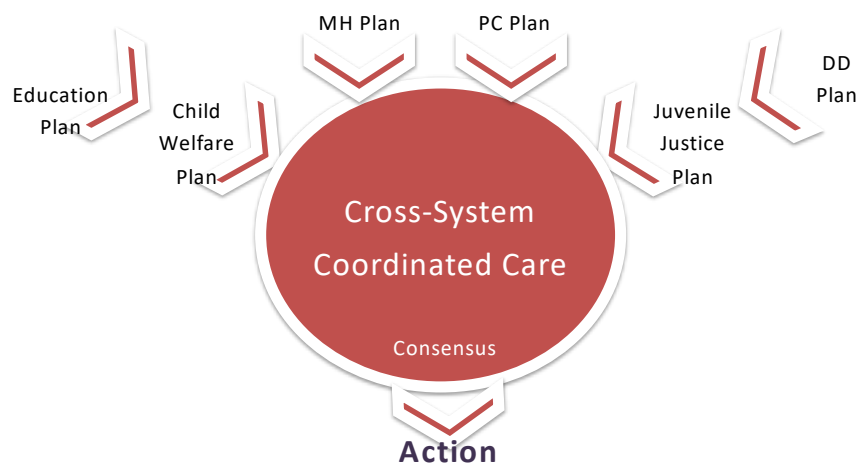 MH Plan
PC Plan
Education
Plan
Child
Welfare
Plan
Juvenile
Justice
Plan
DD
Plan
Cross-System
Coordinated Care
Consensus
Action